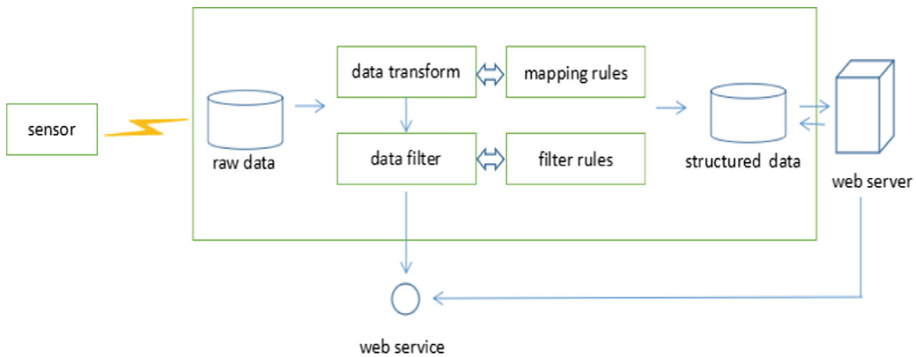 data transform
mapping rules
sensor
raw data
data filter
filter rules
structured data
web server
web service